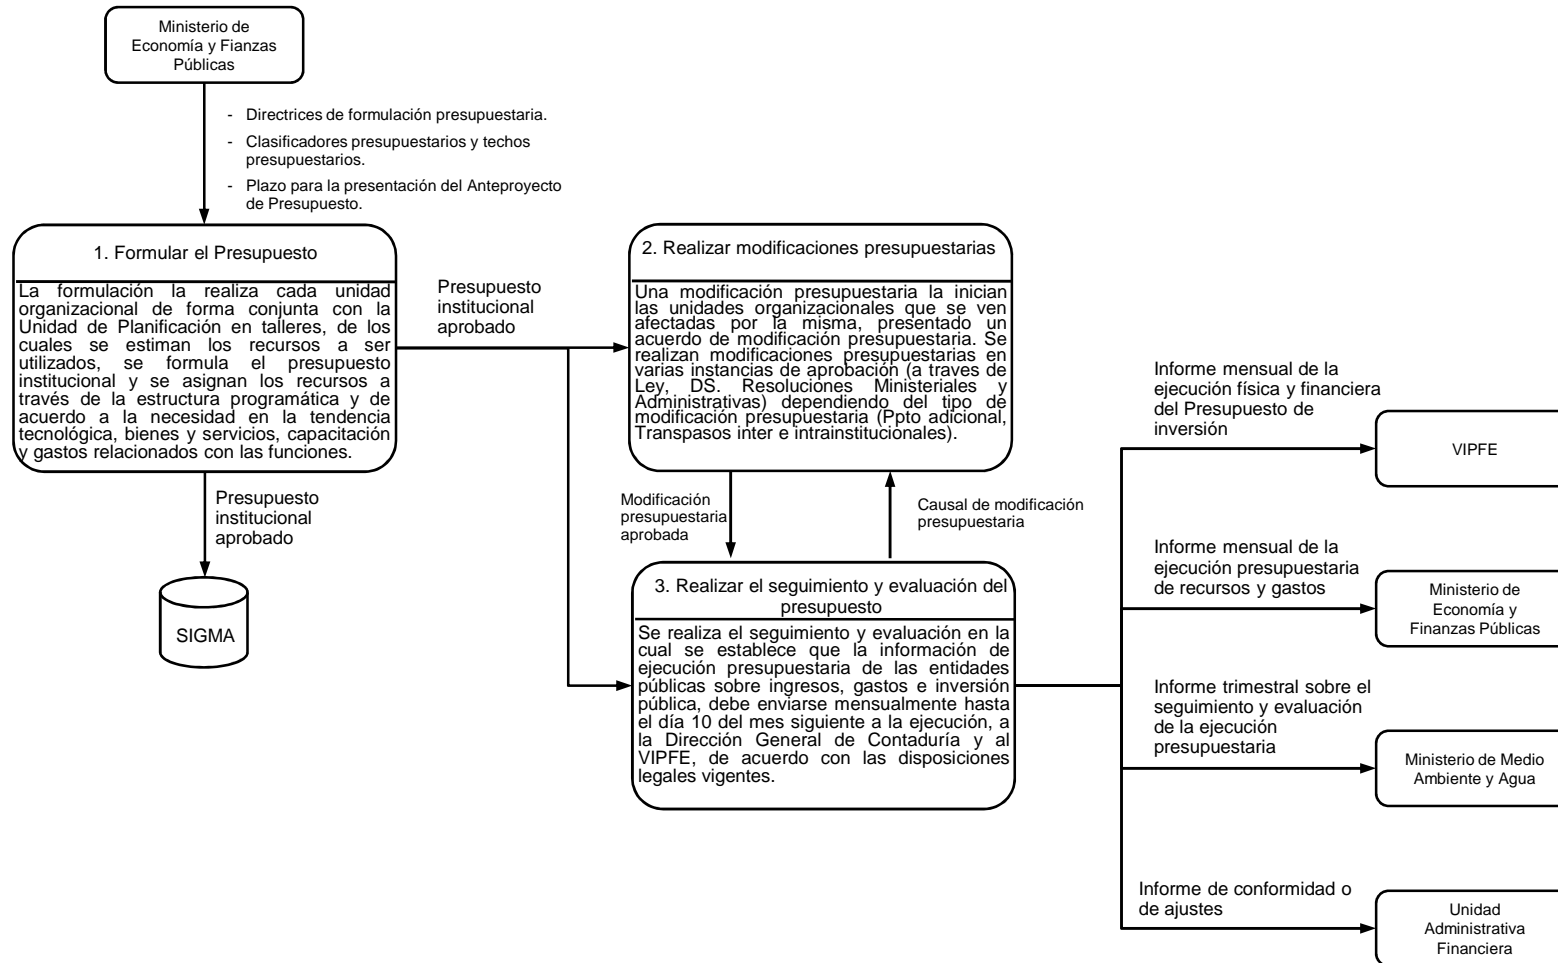 Ministerio de
Economía y Fianzas
Públicas
- Directrices de formulación presupuestaria.
- Clasificadores presupuestarios y techos
presupuestarios.
- Plazo para la presentación del Anteproyecto
de Presupuesto.
1. Formular el Presupuesto
La formulación la realiza cada unidad
organizacional de forma conjunta con la
Unidad de Planificación en talleres, de los
cuales se estiman los recursos a ser
utilizados, se formula el presupuesto
institucional y se asignan los recursos a
través de la estructura programática y de
acuerdo a la necesidad en la tendencia
tecnológica, bienes y servicios, capacitación
y gastos relacionados con las funciones.
Presupuesto
institucional
aprobado
SIGMA
Presupuesto
institucional
aprobado
2. Realizar modificaciones presupuestarias
Una modificación presupuestaria la inician
las unidades organizacionales que se ven
afectadas por la misma, presentado un
acuerdo de modificación presupuestaria. Se
realizan modificaciones presupuestarias en
varias instancias de aprobación (a traves de
Ley, DS. Resoluciones Ministeriales y
Administrativas) dependiendo del tipo de
modificación presupuestaria (Ppto adicional,
Transpasos inter e intrainstitucionales).
Modificación
presupuestaria
aprobada
Causal de modificación
presupuestaria
3. Realizar el seguimiento y evaluación del
presupuesto
Se realiza el seguimiento y evaluación en la
cual se establece que la información de
ejecución presupuestaria de las entidades
públicas sobre ingresos, gastos e inversión
pública, debe enviarse mensualmente hasta
el día 10 del mes siguiente a la ejecución, a
la Dirección General de Contaduría y al
VIPFE, de acuerdo con las disposiciones
legales vigentes.
Informe mensual de la
ejecución física y financiera
del Presupuesto de
inversión
VIPFE
Informe mensual de la
ejecución presupuestaria
de recursos y gastos
Ministerio de
Economía y
Finanzas Públicas
Informe trimestral sobre el
seguimiento y evaluación
de la ejecución
presupuestaria
Ministerio de Medio
Ambiente y Agua
Informe de conformidad o
de ajustes
Unidad
Administrativa
Financiera